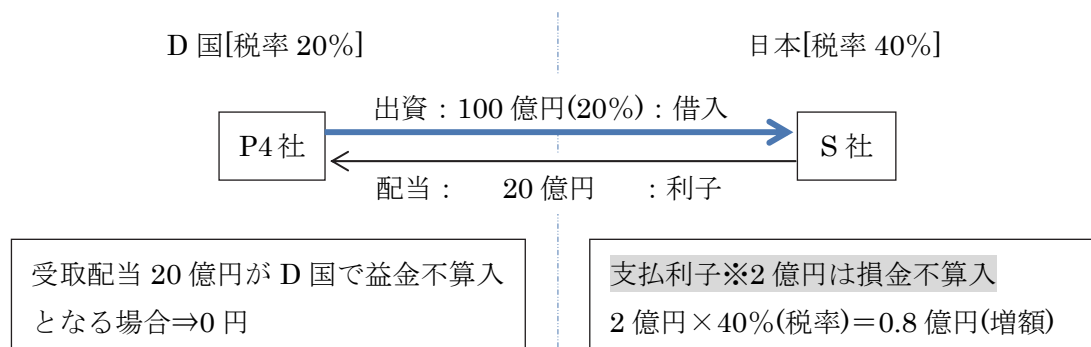 D 国[税率 20%]
日本[税率 40%]
出資：100 億円(20%)：借入
P4 社
S 社
配当： 20 億円 ：利子
受取配当 20 億円が D 国で益金不算入
となる場合⇒0 円
支払利子※2 億円は損金不算入
2 億円×40%(税率)＝0.8 億円(増額)